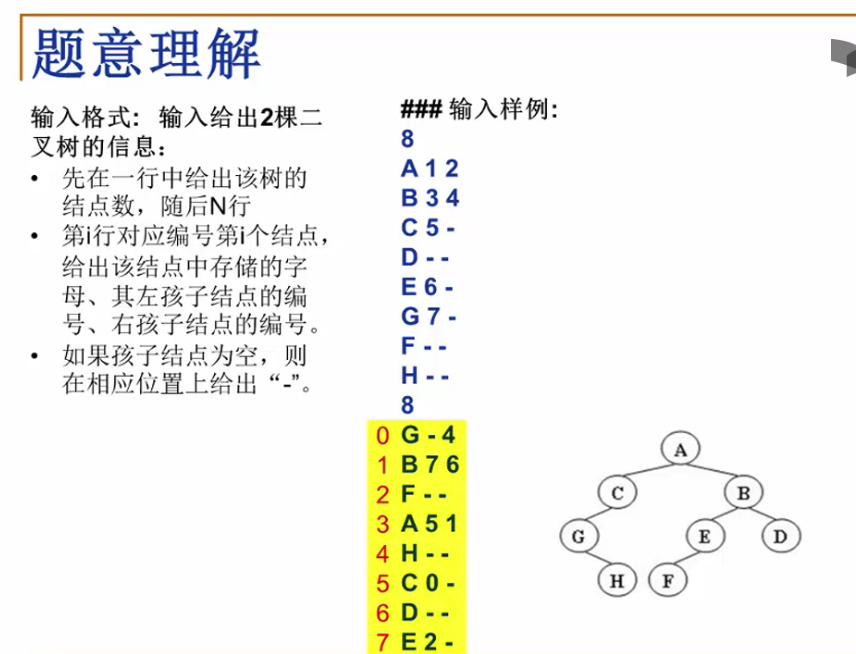 题意理解
输入格式： 输入给出2棵二
叉树的信息：
• 先在一行中给出该树的
结点数，随后N行
• 第i行对应编号第i个结点，
给出该结点中存储的字
母、其左孩子结点的编
号、右孩子结点的编号。
• 如果孩子结点为空，则
在相应位置上给出“-”。
### 输入样例:
8
A 1 2
B 3 4
C 5 -
D - -
E 6 -
G 7 -
F - -
H - -
8
0 G - 4
1 B 7 6
2 F - -
3 A 5 1
4 H - -
5 C 0 -
6 D - -
7 E 2 -
A
C B
G E D
H F